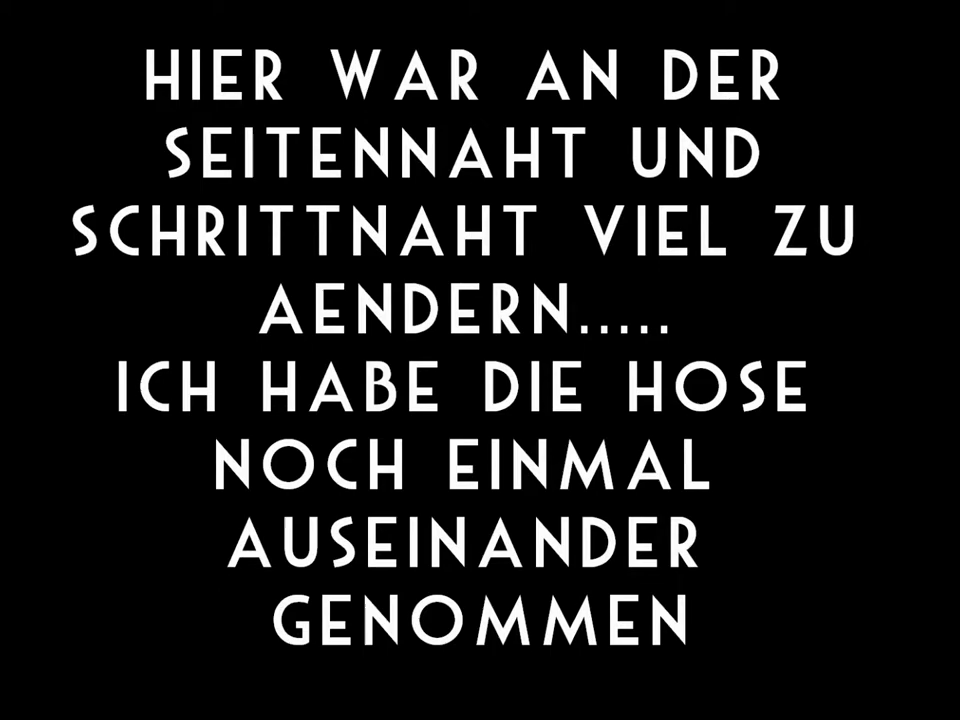 HIER WAR AN DER
SEITENNAHT UND
SCHRITTNAHT VIEL ZU
AENDERN.....
ICH HABE DIE HOSE
NOCH EINMAL
AUSEINANDER
GENOMMEN